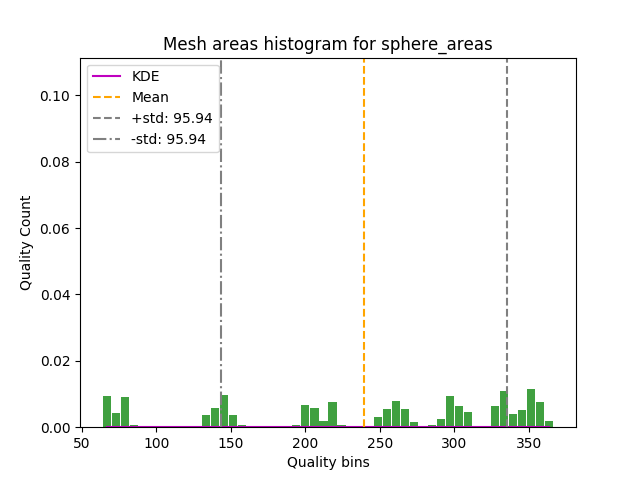 Mesh areas histogram for sphere_areas
KDE
Mean
+std: 95.94
-std: 95.94
Quality Count
0.10
0.08
0.06
0.04
0.02
0.00
50 100 150 200 250 300 350
Quality bins